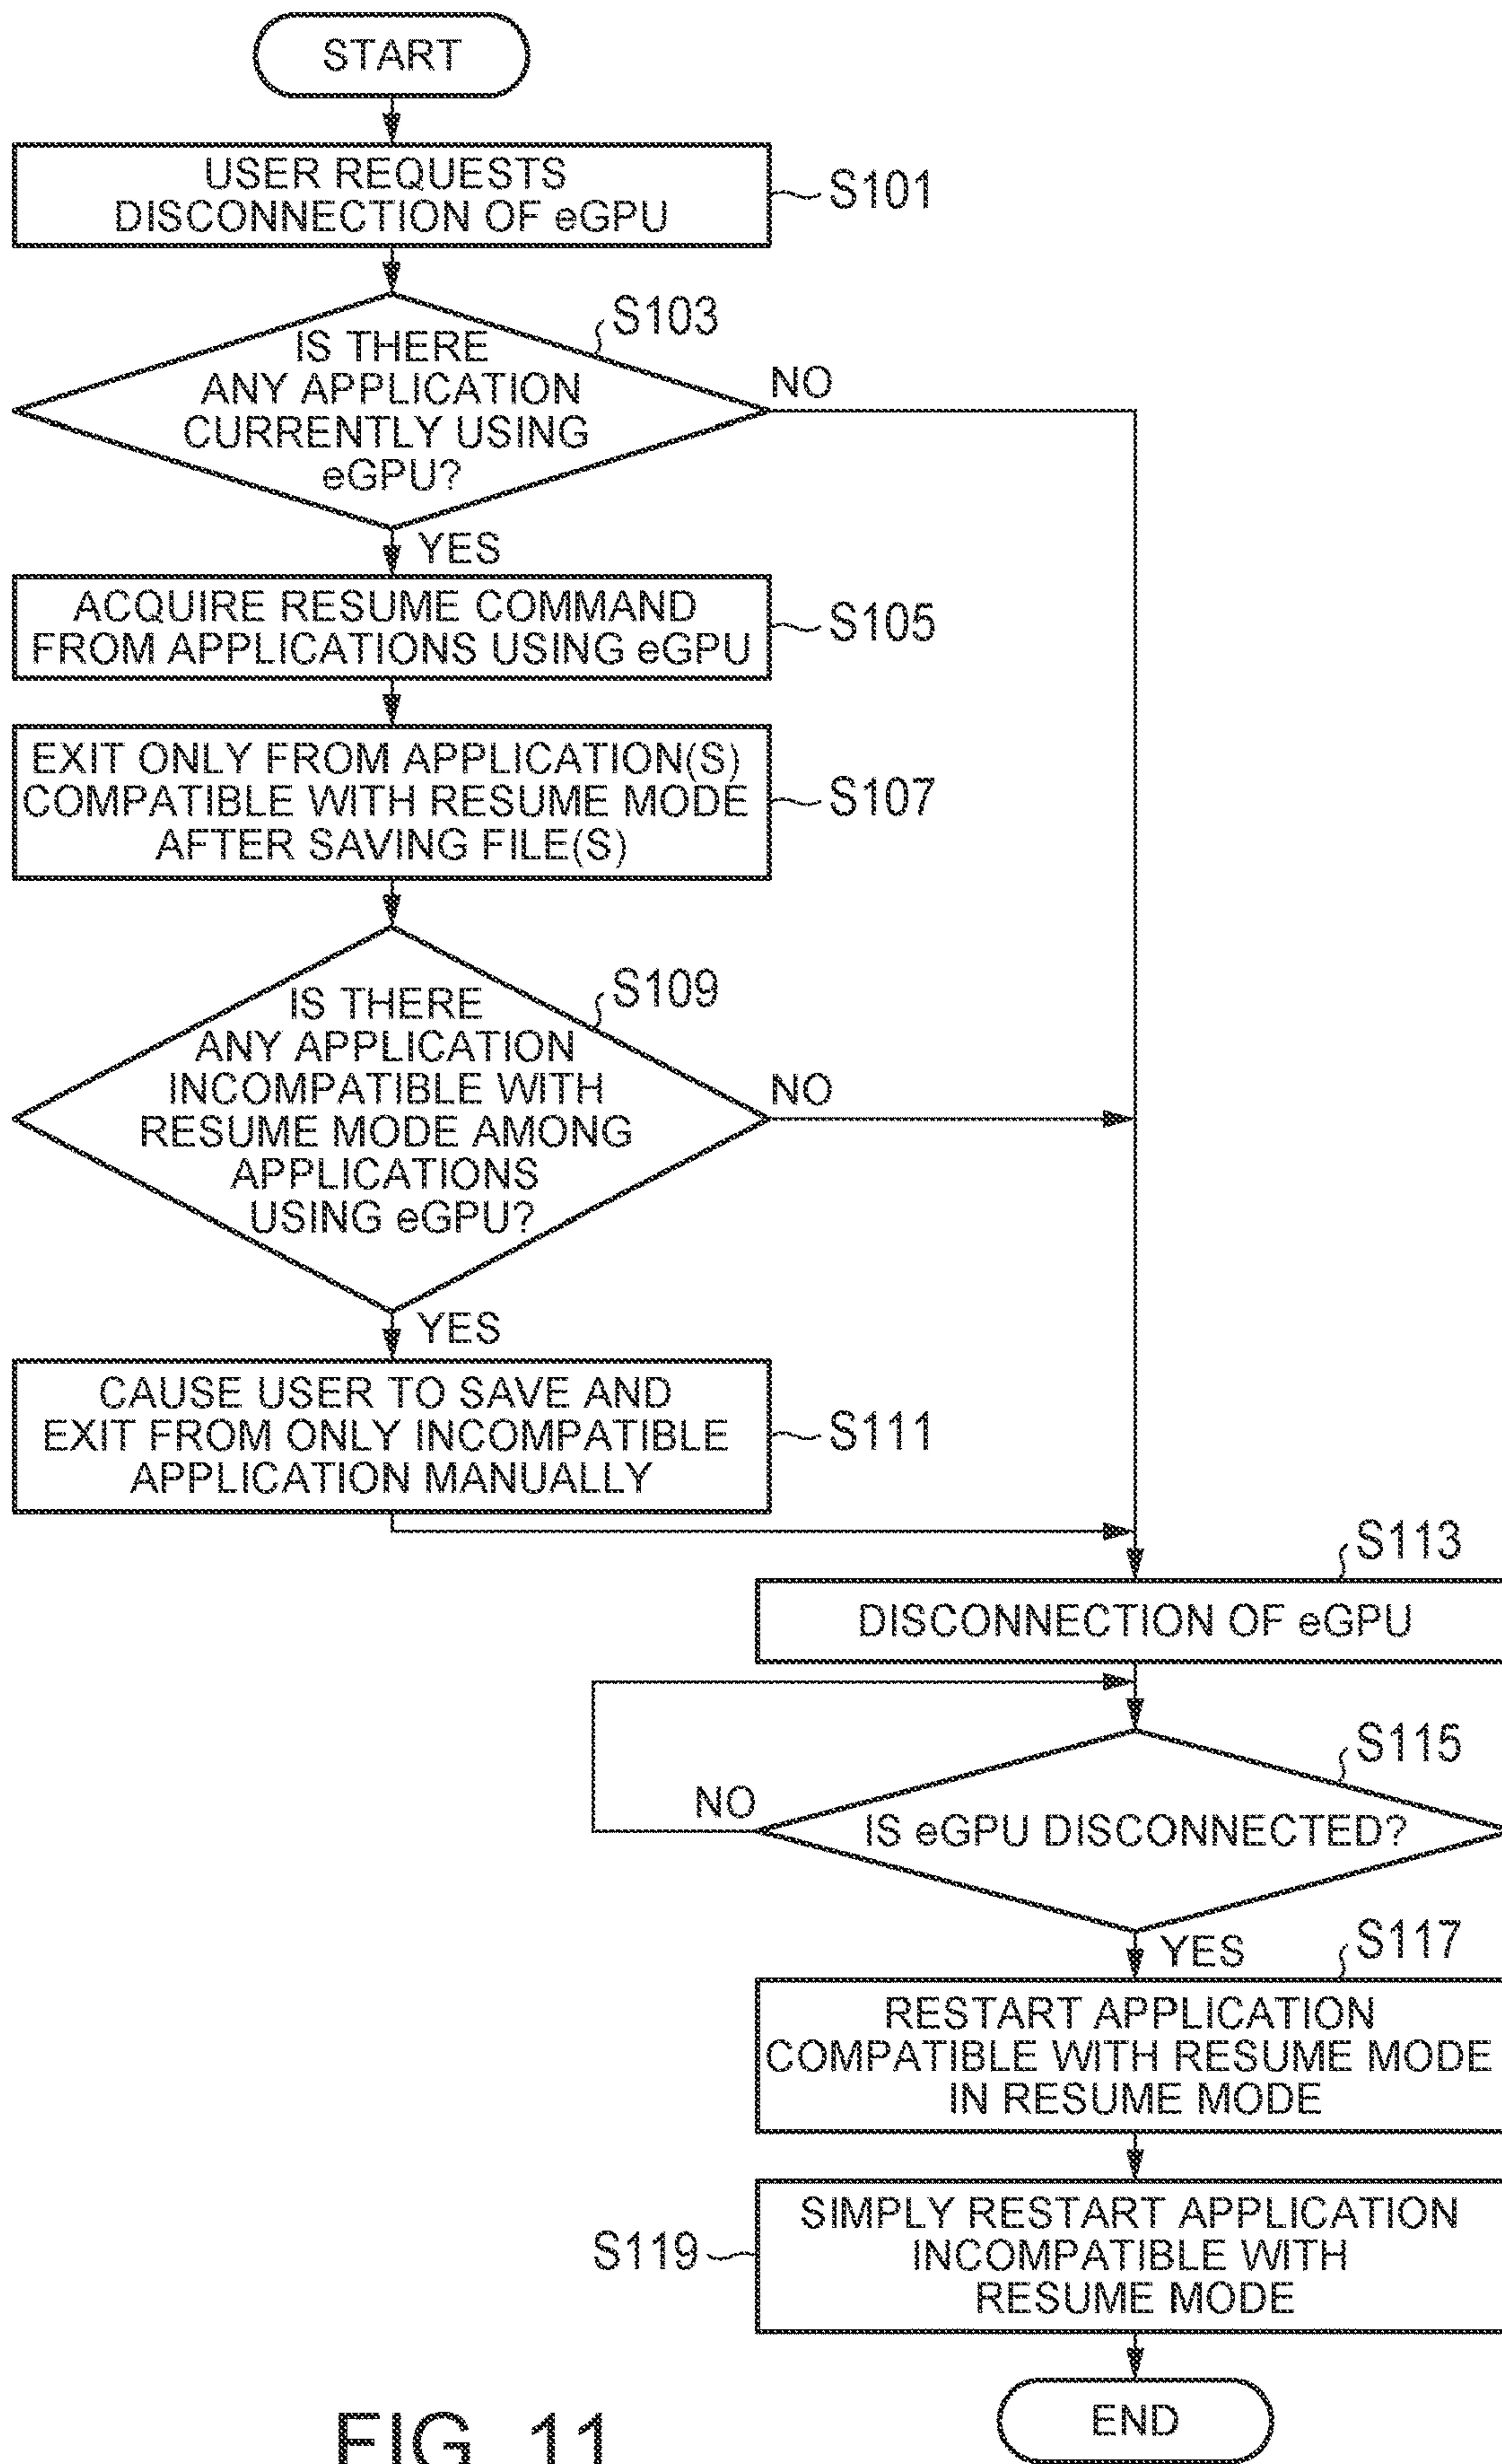 START
USER REQUESTS
DISCONNECTION OF eGPU
S101
S103
IS THERE
ANY APPLICATION
CURRENTLY USING
eGPU?
NO
YES
ACQUIRE RESUME COMMAND
FROM APPLICATIONS USING eGPU
S105
EXIT ONLY FROM APPLICATION(S)
COMPATIBLE WITH RESUME MODE
AFTER SAVING FILE(S)
S107
S109
IS THERE
ANY APPLICATION
INCOMPATIBLE WITH
RESUME MODE AMONG
APPLICATIONS
USING eGPU?
NO
YES
CAUSE USER TO SAVE AND
EXIT FROM ONLY INCOMPATIBLE
APPLICATION MANUALLY
S111
S113
DISCONNECTION OF eGPU
S115
NO
IS eGPU DISCONNECTED?
YES
S117
RESTART APPLICATION
COMPATIBLE WITH RESUME MODE
IN RESUME MODE
SIMPLY RESTART APPLICATION
INCOMPATIBLE WITH
RESUME MODE
S119
END
FIG. 11